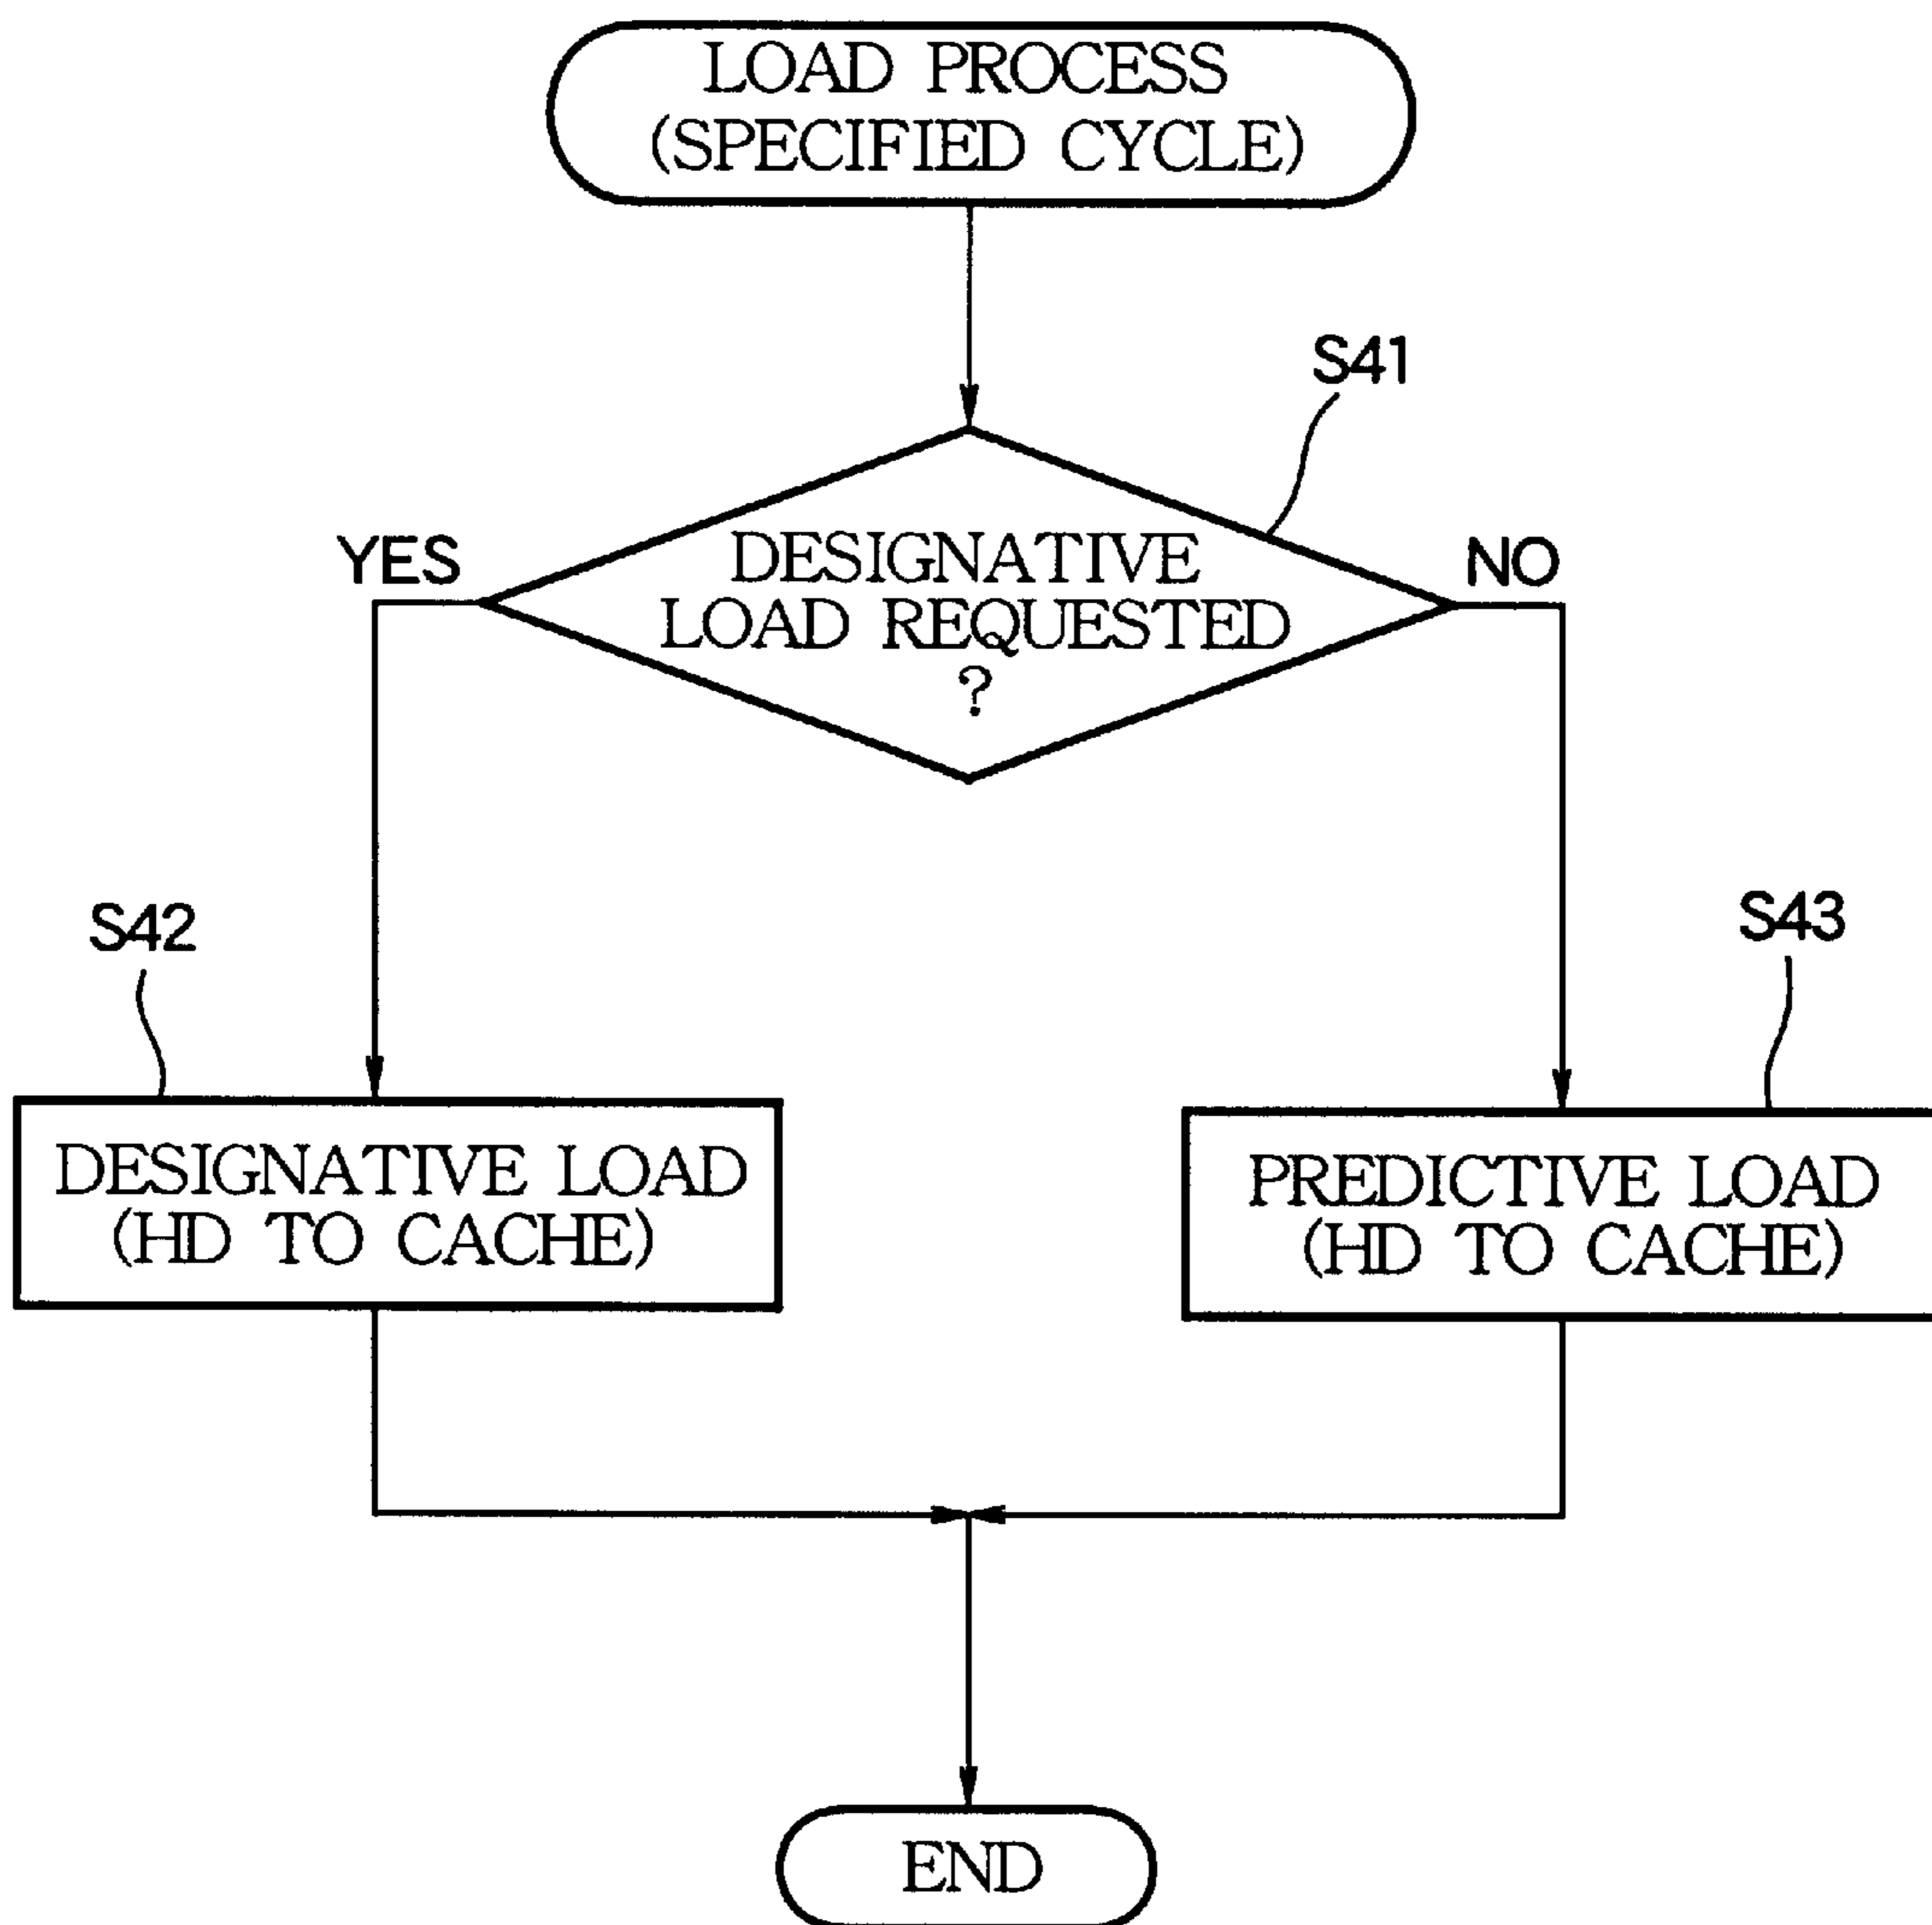 LOAD PROCESS
(SPECIFIED CYCLE)
S41
YES
NO
DESIGNATIVE
LOAD REQUESTED
?
S42
S43
DESIGNATIVE LOAD
(HD TO CACHE)
PREDICTIVE LOAD
(HD TO CACHE)
END